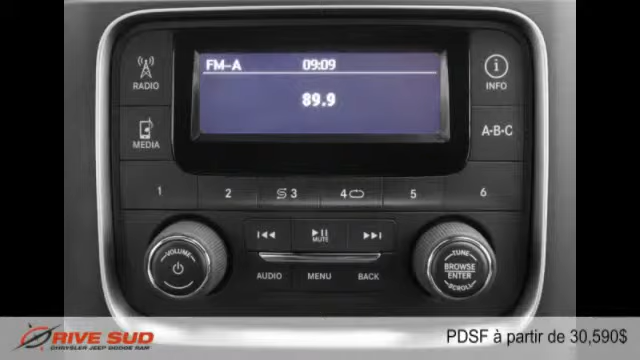 FM-A 09:09
89.9
RADIO
INFO
MEDIA
A·B·C
1 2 3 4 5 6
MUTE
VOLUME
AUDIO MENU BACK
TUNE
BROWSE
ENTER
SCROLL
RIVE SUD
CHRYSLER JEEP DODGE RAM
PDSF à partir de 30,590$